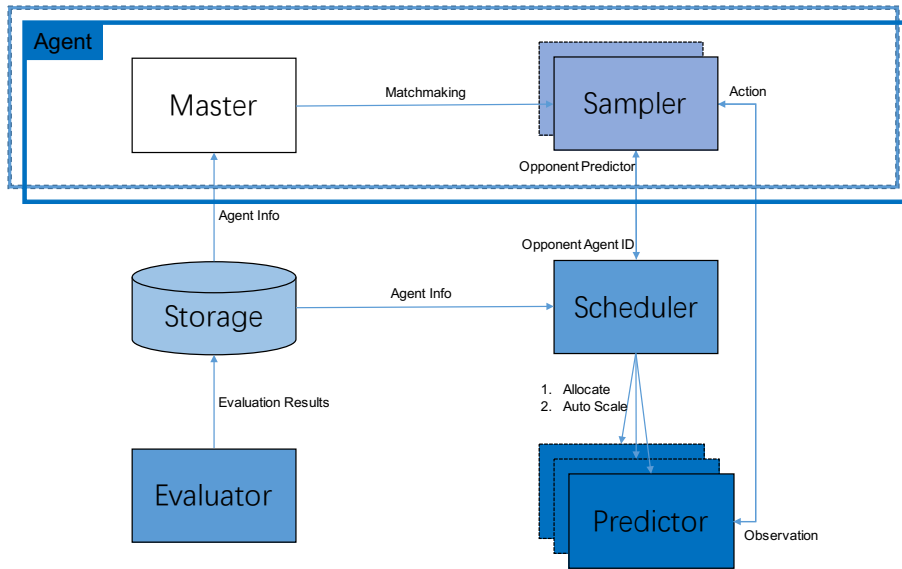 Agent
Master
Matchmaking
Sampler
Action
Opponent Predictor
Agent Info
Opponent Agent ID
Storage
Agent Info
Scheduler
Evaluation Results
1. Allocate
2. Auto Scale
Evaluator
Predictor
Observation